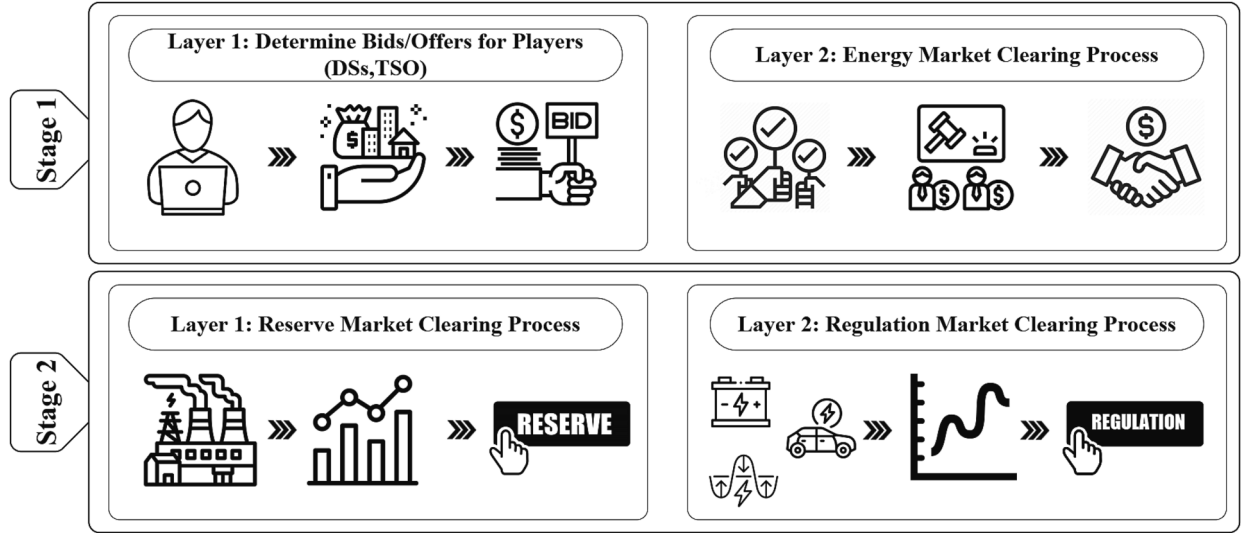 Stage 1
Layer 1: Determine Bids/Offers for Players
(DSs,TSO)
$
$
BID
Layer 2: Energy Market Clearing Process
$
$
$
Stage 2
Layer 1: Reserve Market Clearing Process
RESERVE
Layer 2: Regulation Market Clearing Process
- +
REGULATION